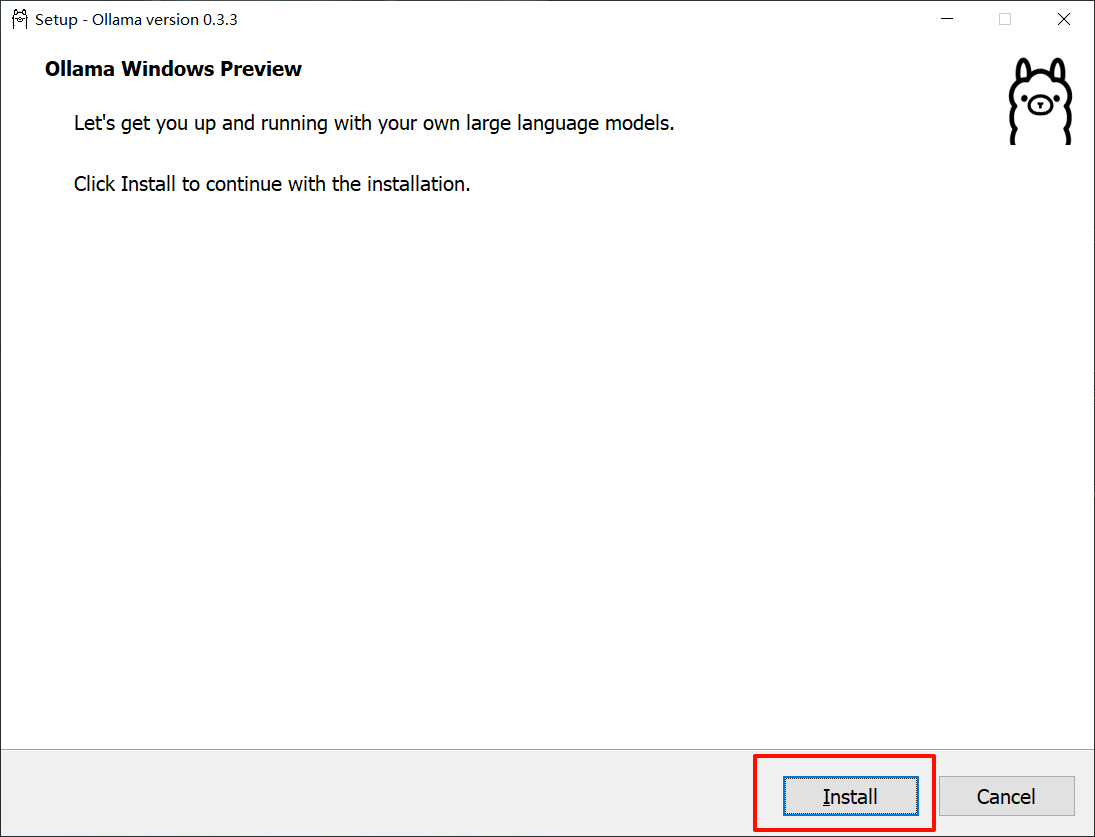 Setup - Ollama version 0.3.3
Ollama Windows Preview
Let's get you up and running with your own large language models.
Click Install to continue with the installation.
Install
Cancel